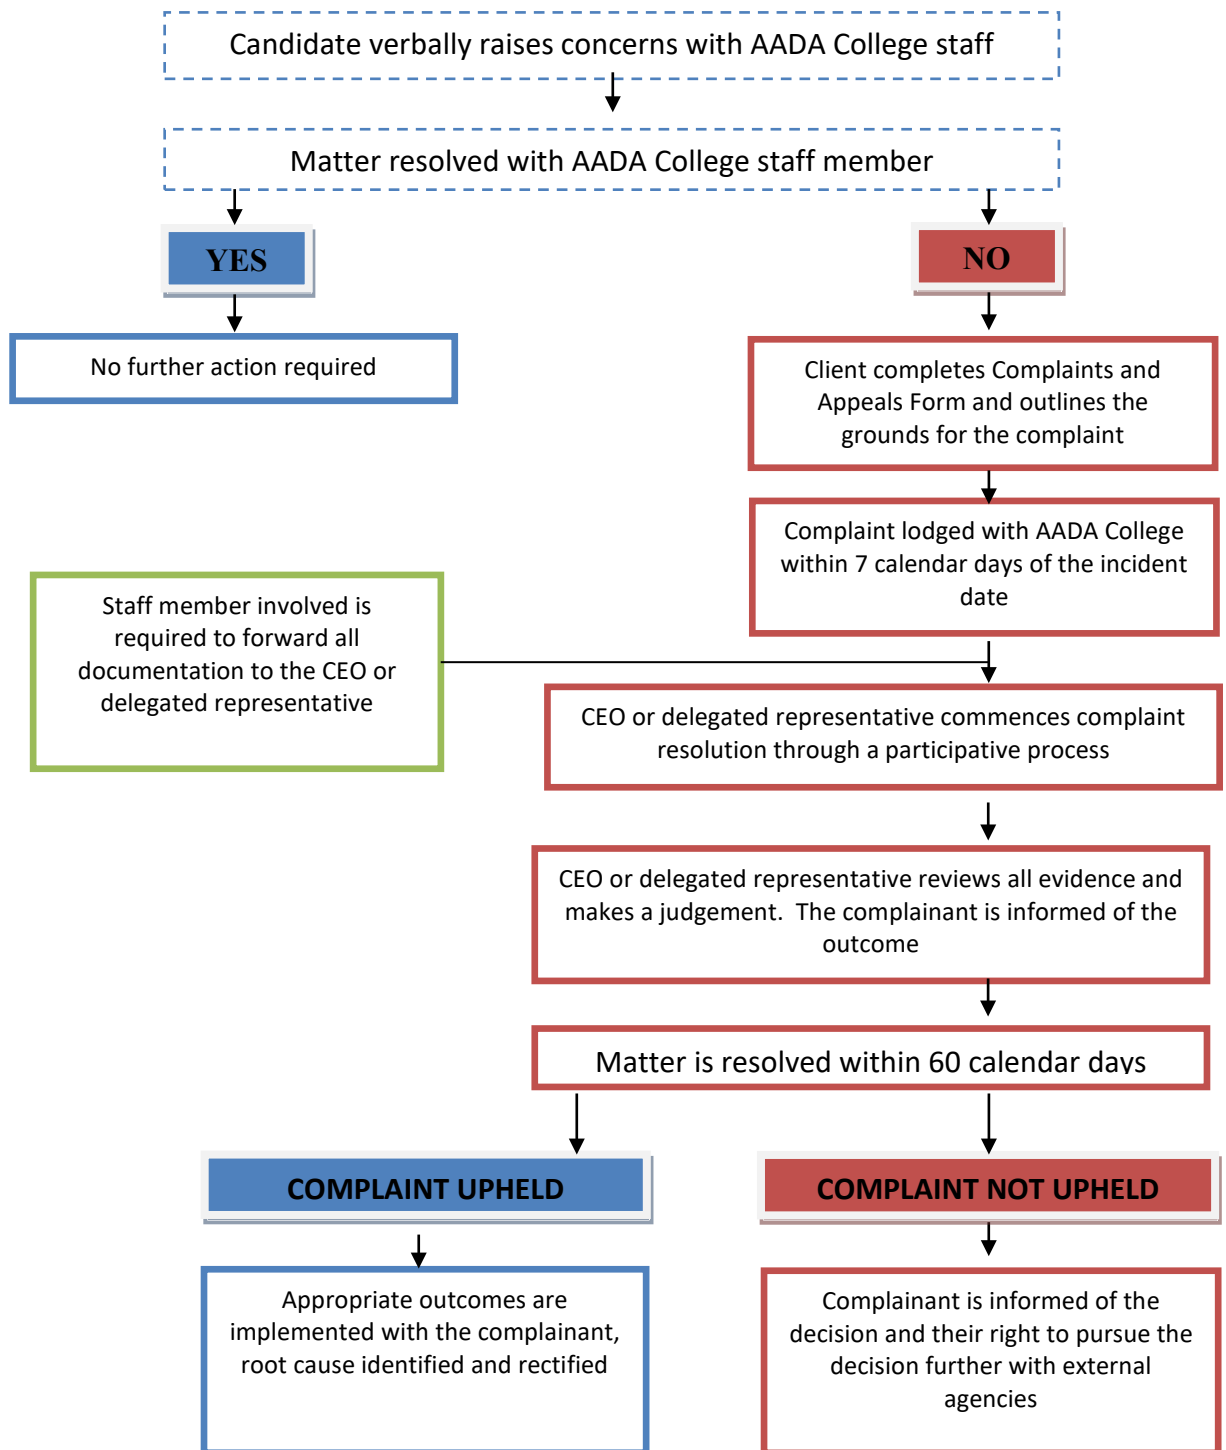 Candidate verbally raises concerns with AADA College staff
Matter resolved with AADA College staff member
YES
NO
No further action required
Client completes Complaints and
Appeals Form and outlines the
grounds for the complaint
Complaint lodged with AADA College
within 7 calendar days of the incident
date
Staff member involved is
required to forward all
documentation to the CEO or
delegated representative
CEO or delegated representative commences complaint
resolution through a participative process
CEO or delegated representative reviews all evidence and
makes a judgement.  The complainant is informed of the
outcome
Matter is resolved within 60 calendar days
COMPLAINT UPHELD
COMPLAINT NOT UPHELD
Appropriate outcomes are
implemented with the complainant,
root cause identified and rectified
Complainant is informed of the
decision and their right to pursue the
decision further with external
agencies